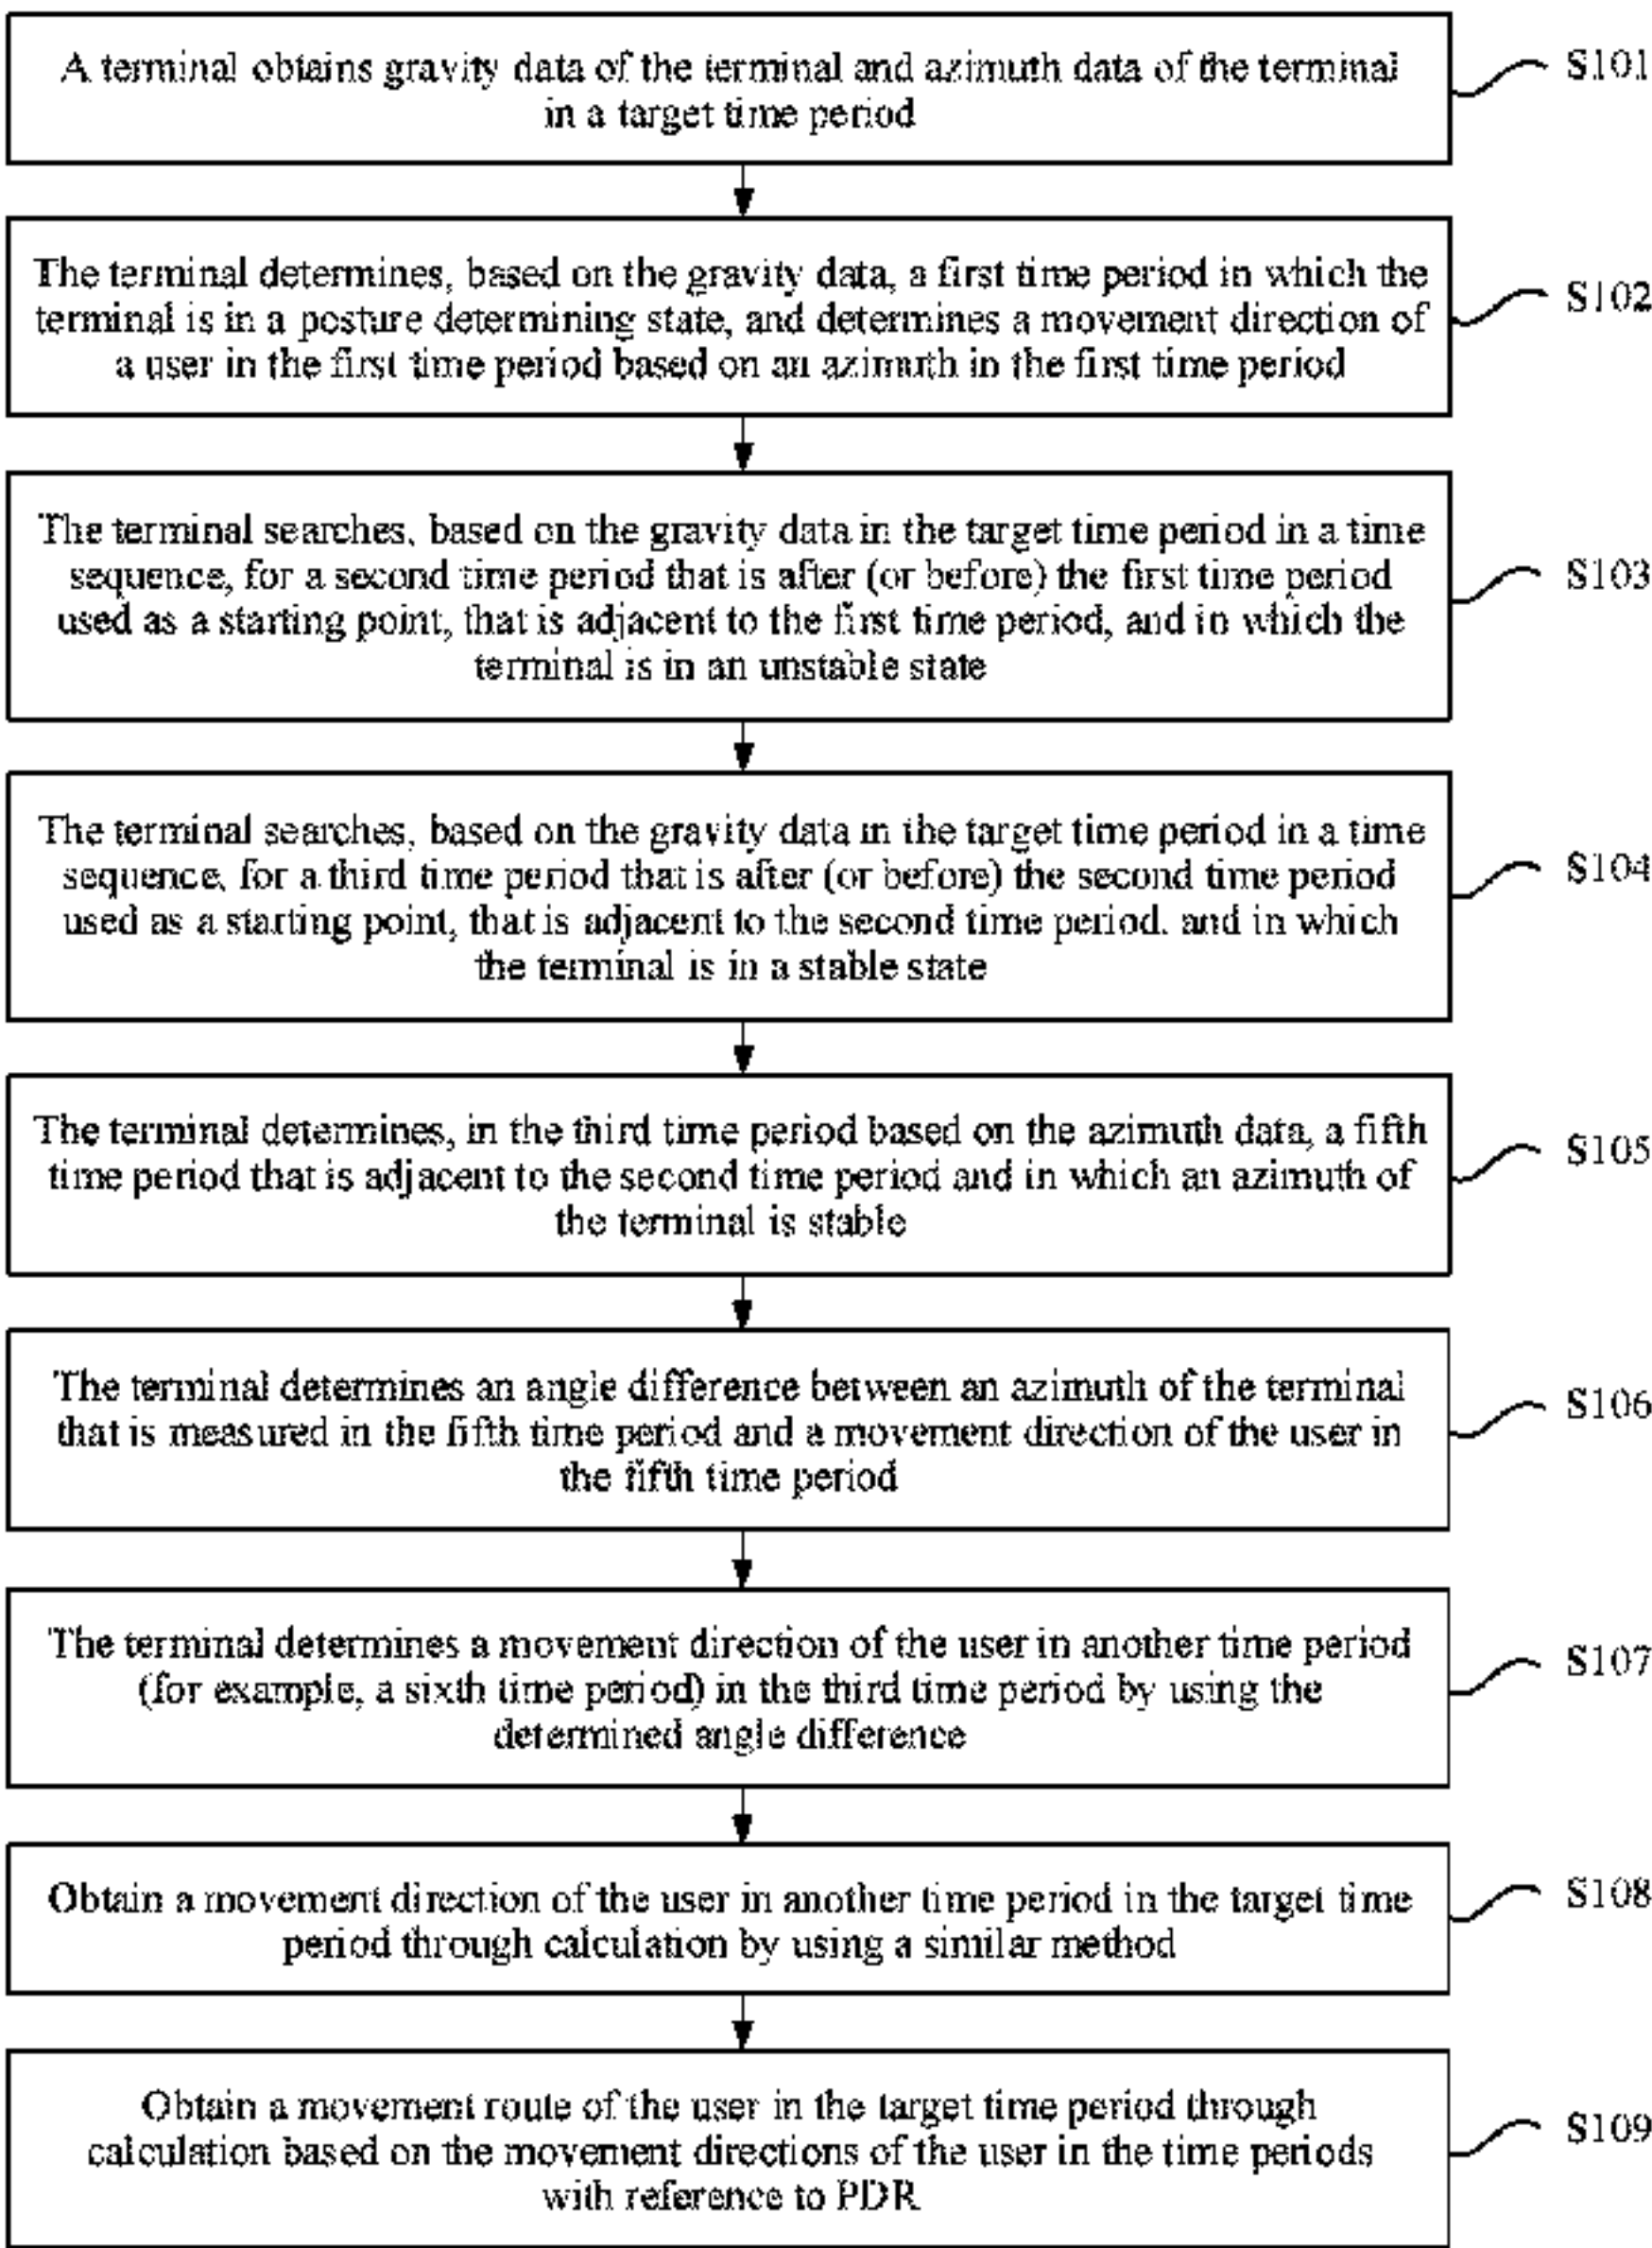 A terminal obtains gravity data of the terminal and azimuth data of the terminal
in a target time period
S101
The terminal determines, based on the gravity data, a first time period in which the
terminal is in a posture determining state, and determines a movement direction of
a user in the first time period based on an azimuth in the first time period
S102
The terminal searches, based on the gravity data in the target time period in a time
sequence, for a second time period that is after (or before) the first time period
used as a starting point, that is adjacent to the first time period, and in which the
terminal is in an unstable state
S103
The terminal searches, based on the gravity data in the target time period in a time
sequence, for a third time period that is after (or before) the second time period
used as a starting point, that is adjacent to the second time period, and in which
the terminal is in a stable state
S104
The terminal determines, in the third time period based on the azimuth data, a fifth
time period that is adjacent to the second time period and in which an azimuth of
the terminal is stable
S105
The terminal determines an angle difference between an azimuth of the terminal
that is measured in the fifth time period and a movement direction of the user in
the fifth time period
S106
The terminal determines a movement direction of the user in another time period
(for example, a sixth time period) in the third time period by using the
determined angle difference
S107
Obtain a movement direction of the user in another time period in the target time
period through calculation by using a similar method
S108
Obtain a movement route of the user in the target time period through
calculation based on the movement directions of the user in the time periods
with reference to PDR
S109